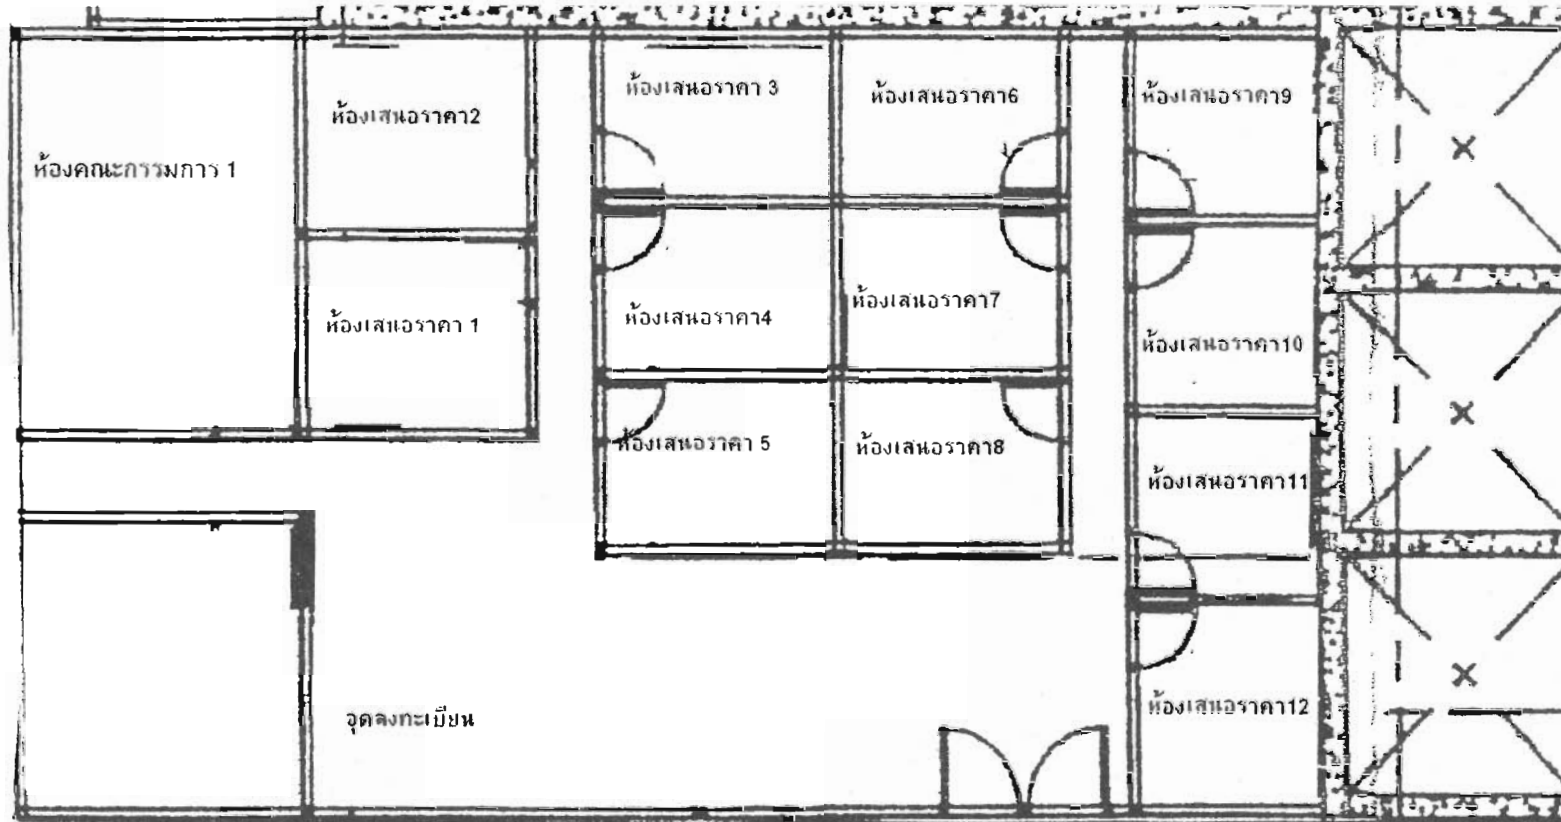 ห้องคณะกรรมการ 1
ห้องเสนอราคา2
ห้องเสนอราคา 1
ห้องเสนอราคา 3
ห้องเสนอราคา4
ห้องเสนอราคา 5
ห้องเสนอราคา6
ห้องเสนอราคา7
ห้องเสนอราคา8
ห้องเสนอราคา9
ห้องเสนอราคา10
ห้องเสนอราคา11
ห้องเสนอราคา12
จุดลงทะเบียน